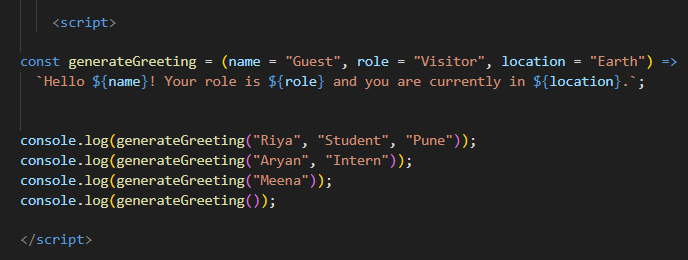 <script>
const generateGreeting = (name = "Guest", role = "Visitor", location = "Earth") =>
`Hello ${name}! Your role is ${role} and you are currently in ${location}.`;
console.log(generateGreeting("Riya", "Student", "Pune"));
console.log(generateGreeting("Aryan", "Intern"));
console.log(generateGreeting("Meena"));
console.log(generateGreeting());
</script>